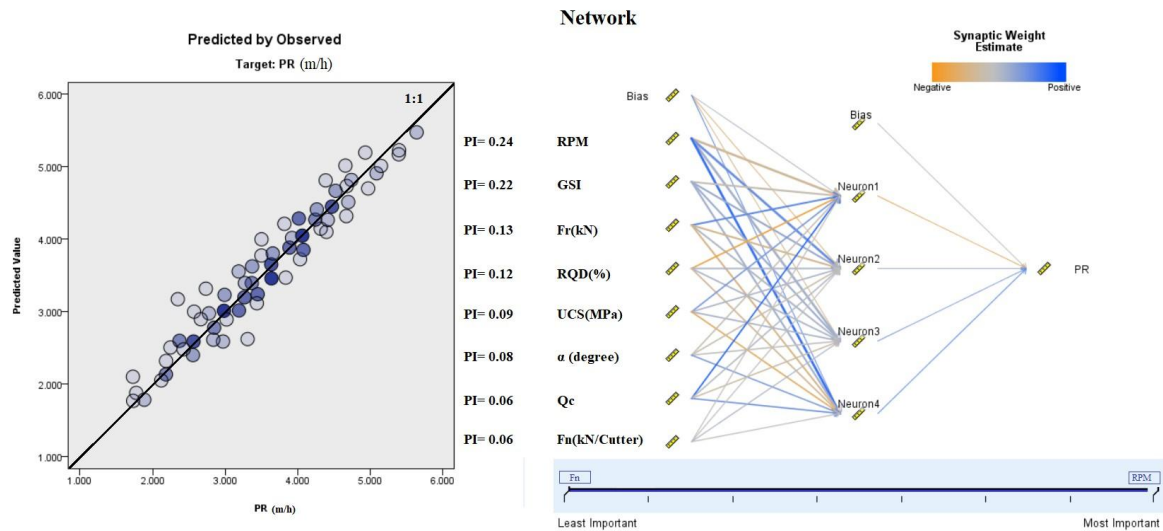 Network
Predicted by Observed
Target: PR (m/h)
6.000
5.000
4.000
3.000
2.000
1.000
1:1
Predicted Value
1.000 2.000 3.000 4.000 5.000 6.000
PR (m/h)
Synaptic Weight
Estimate
Negative Positive
Bias
PI= 0.24 RPM
PI= 0.22 GSI
PI= 0.13 Fr(kN)
PI= 0.12 RQD(%)
PI= 0.09 UCS(MPa)
PI= 0.08 α (degree)
PI= 0.06 Qc
PI= 0.06 Fn(kN/Cutter)
Bias
Neuron1
Neuron2
Neuron3
Neuron4
PR
Fn RPM
Least Important Most Important